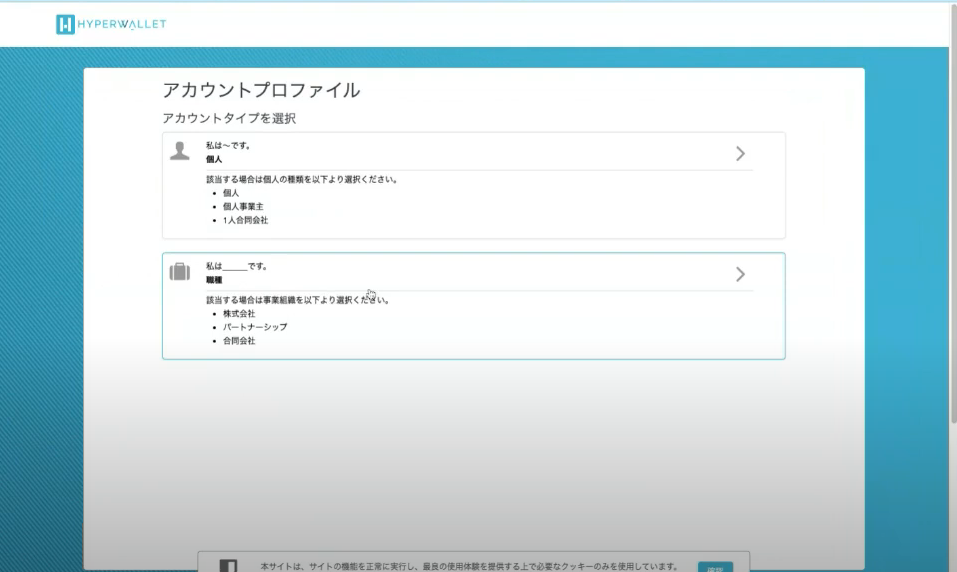 HYPERWALLET
アカウントプロファイル
アカウントタイプを選択
私は～です。
個人
該当する場合は個人の種類を以下より選択ください。
• 個人
• 個人事業主
• 1人合同会社
私は_____です。
職種
該当する場合は事業組織を以下より選択ください。
• 株式会社
• パートナーシップ
• 合同会社
本サイトは、サイトの機能を正常に実行し、最良の使用体験を提供する上で必要なクッキーのみを使用しています。